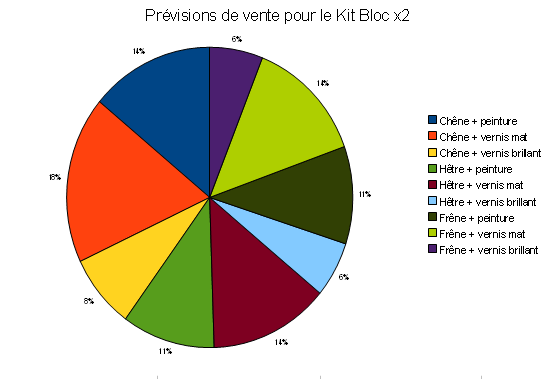 Prévisions de vente pour le Kit Bloc x2
6%
14%
14%
18%
11%
8%
6%
11%
14%
Chêne + peinture
Chêne + vernis mat
Chêne + vernis brillant
Hêtre + peinture
Hêtre + vernis mat
Hêtre + vernis brillant
Frêne + peinture
Frêne + vernis mat
Frêne + vernis brillant